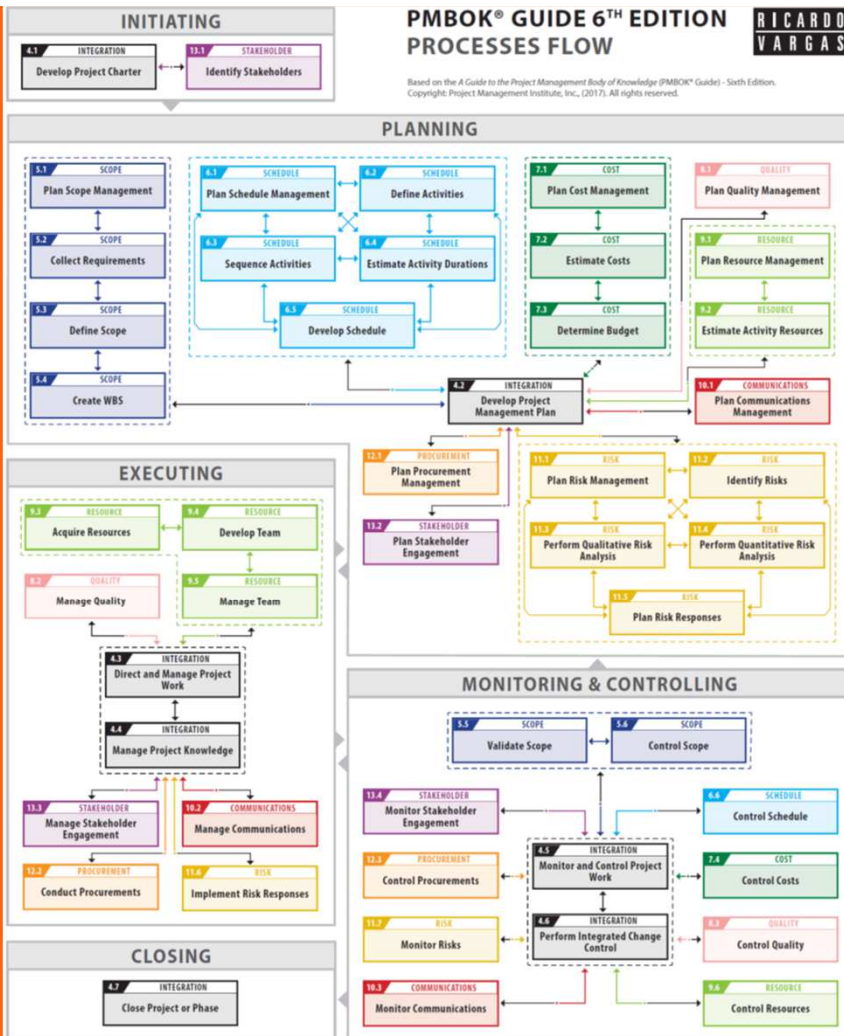 INITIATING
4.1 INTEGRATION
Develop Project Charter
13.1 STAKEHOLDER
Identify Stakeholders
PMBOK® GUIDE 6TH EDITION
PROCESSES FLOW
RICARDO
VARGAS
Based on the A Guide to the Project Management Body of Knowledge (PMBOK® Guide) - Sixth Edition.
Copyright: Project Management Institute, Inc., (2017). All rights reserved.
PLANNING
5.1 SCOPE
Plan Scope Management
5.2 SCOPE
Collect Requirements
5.3 SCOPE
Define Scope
5.4 SCOPE
Create WBS
6.1 SCHEDULE
Plan Schedule Management
6.2 SCHEDULE
Define Activities
6.3 SCHEDULE
Sequence Activities
6.4 SCHEDULE
Estimate Activity Durations
6.5 SCHEDULE
Develop Schedule
7.1 COST
Plan Cost Management
7.2 COST
Estimate Costs
7.3 COST
Determine Budget
8.1 QUALITY
Plan Quality Management
9.1 RESOURCE
Plan Resource Management
9.2 RESOURCE
Estimate Activity Resources
4.2 INTEGRATION
Develop Project
Management Plan
10.1 COMMUNICATIONS
Plan Communications
Management
12.1 PROCUREMENT
Plan Procurement
Management
13.2 STAKEHOLDER
Plan Stakeholder
Engagement
11.1 RISK
Plan Risk Management
11.2 RISK
Identify Risks
11.3 RISK
Perform Qualitative Risk
Analysis
11.4 RISK
Perform Quantitative Risk
Analysis
11.5 RISK
Plan Risk Responses
EXECUTING
9.3 RESOURCE
Acquire Resources
9.4 RESOURCE
Develop Team
8.2 QUALITY
Manage Quality
9.5 RESOURCE
Manage Team
4.3 INTEGRATION
Direct and Manage Project
Work
4.4 INTEGRATION
Manage Project Knowledge
13.3 STAKEHOLDER
Manage Stakeholder
Engagement
10.2 COMMUNICATIONS
Manage Communications
12.2 PROCUREMENT
Conduct Procurements
11.6 RISK
Implement Risk Responses
MONITORING & CONTROLLING
5.5 SCOPE
Validate Scope
5.6 SCOPE
Control Scope
13.4 STAKEHOLDER
Monitor Stakeholder
Engagement
6.6 SCHEDULE
Control Schedule
4.5 INTEGRATION
Monitor and Control Project
Work
12.3 PROCUREMENT
Control Procurements
7.4 COST
Control Costs
4.6 INTEGRATION
Perform Integrated Change
Control
11.7 RISK
Monitor Risks
8.3 QUALITY
Control Quality
10.3 COMMUNICATIONS
Monitor Communications
9.6 RESOURCE
Control Resources
CLOSING
4.7 INTEGRATION
Close Project or Phase